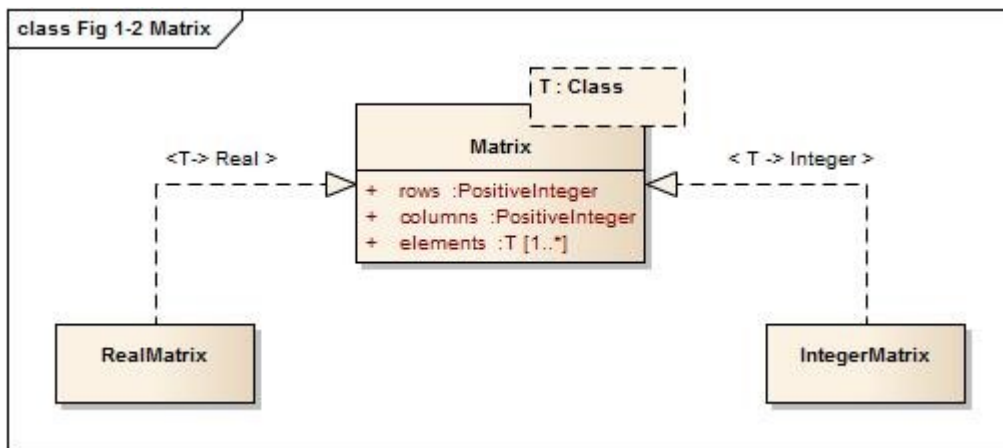 class Fig 1-2 Matrix
T : Class
<T-> Real >
Matrix
< T -> Integer >
+ rows :PositiveInteger
+ columns :PositiveInteger
+ elements :T [1..*]
RealMatrix
IntegerMatrix